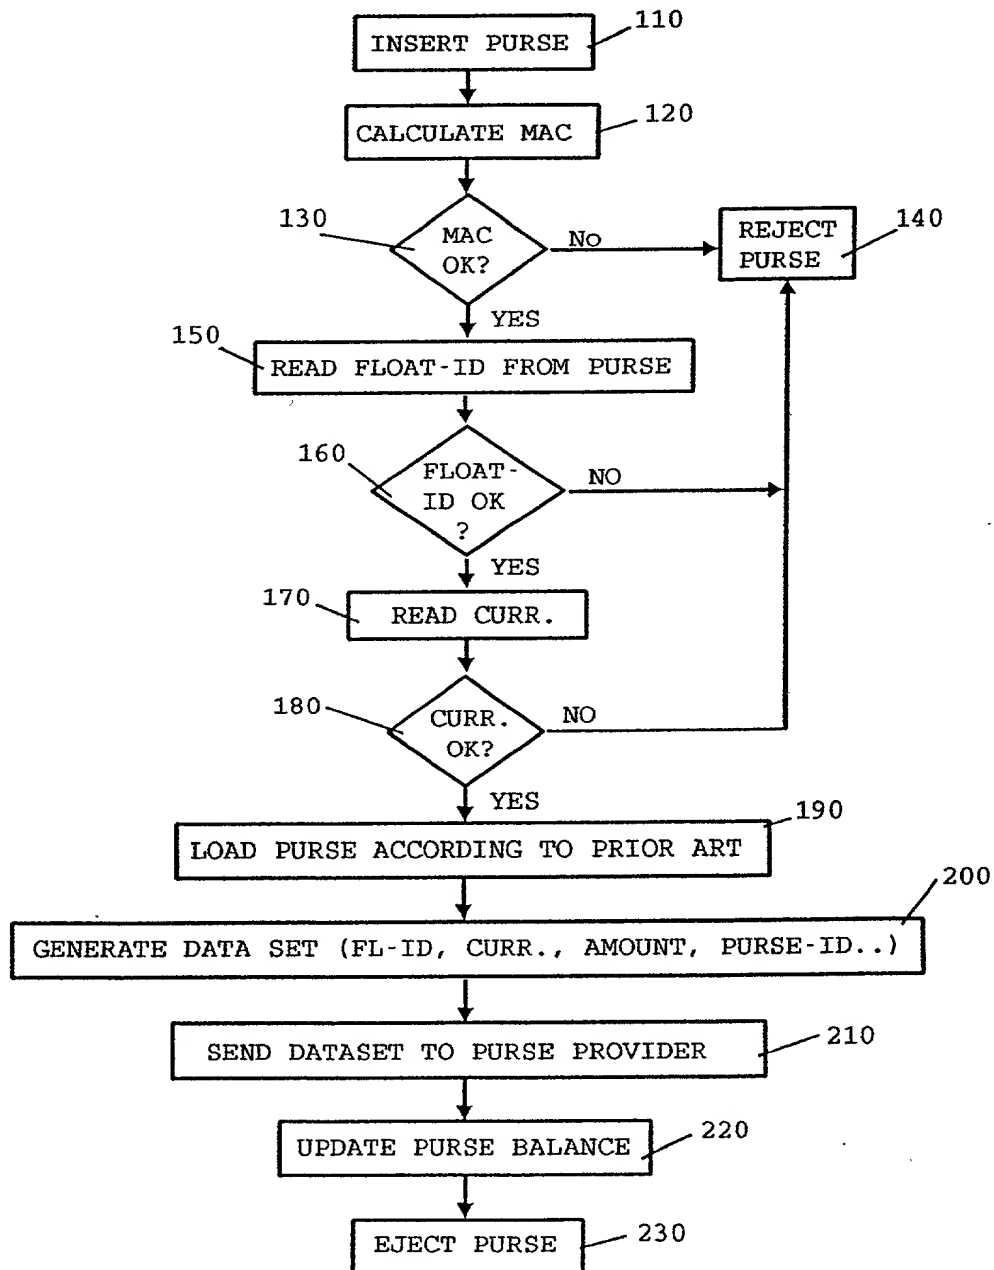 110
INSERT PURSE
120
CALCULATE MAC
130
MAC
OK?
NO
REJECT
PURSE
140
YES
150
READ FLOAT-ID FROM PURSE
160
FLOAT-
ID OK
?
NO
YES
170
READ CURR.
180
CURR.
OK?
NO
YES
190
LOAD PURSE ACCORDING TO PRIOR ART
200
GENERATE DATA SET (FL-ID, CURR., AMOUNT, PURSE-ID..)
SEND DATASET TO PURSE PROVIDER
210
UPDATE PURSE BALANCE
220
EJECT PURSE
230